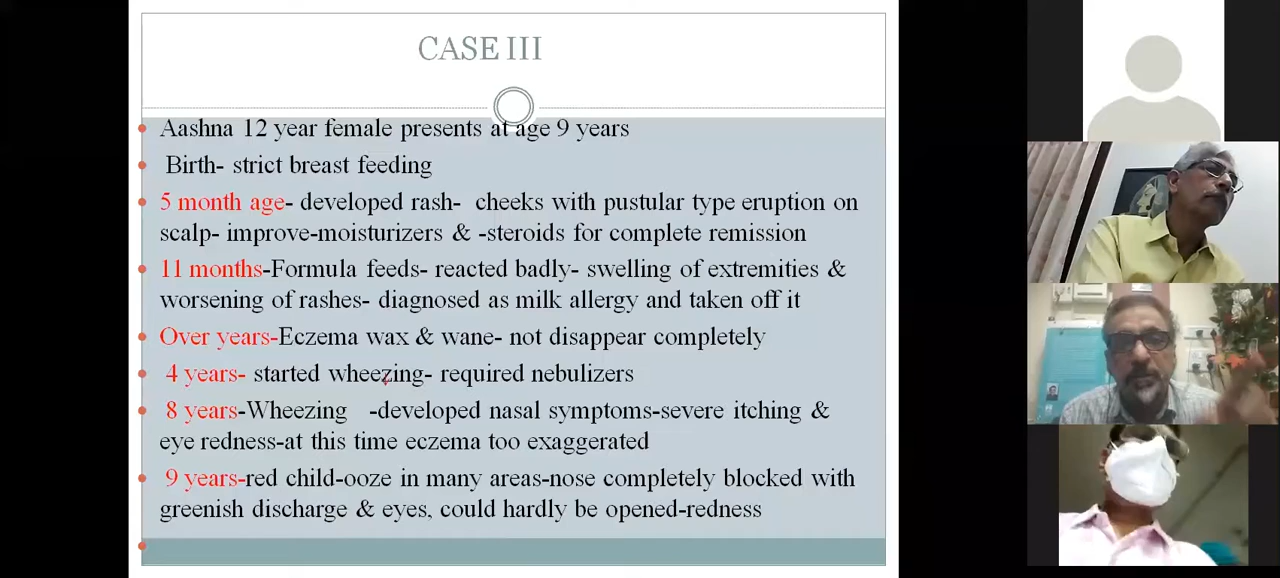 CASE III
Aashna 12 year female presents at age 9 years
Birth- strict breast feeding
5 month age- developed rash- cheeks with pustular type eruption on
scalp- improve-moisturizers & -steroids for complete remission
11 months-Formula feeds- reacted badly- swelling of extremities &
worsening of rashes- diagnosed as milk allergy and taken off it
Over years-Eczema wax & wane- not disappear completely
4 years- started wheezing- required nebulizers
8 years-Wheezing -developed nasal symptoms-severe itching &
eye redness-at this time eczema too exaggerated
9 years-red child-ooze in many areas-nose completely blocked with
greenish discharge & eyes, could hardly be opened-redness